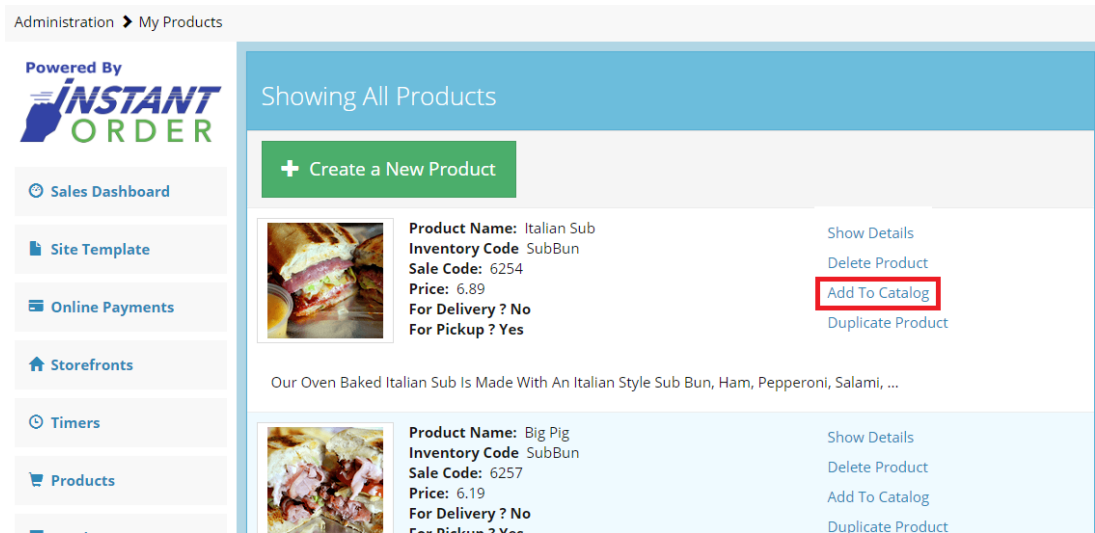 Administration > My Products
Powered By
INSTANT
ORDER
Showing All Products
+ Create a New Product
Sales Dashboard
Site Template
Online Payments
Storefronts
Timers
Products
Product Name: Italian Sub
Inventory Code SubBun
Sale Code: 6254
Price: 6.89
For Delivery ? No
For Pickup ? Yes
Show Details
Delete Product
Add To Catalog
Duplicate Product
Our Oven Baked Italian Sub Is Made With An Italian Style Sub Bun, Ham, Pepperoni, Salami, ...
Product Name: Big Pig
Inventory Code SubBun
Sale Code: 6257
Price: 6.19
For Delivery ? No
For Pickup ? Yes
Show Details
Delete Product
Add To Catalog
Duplicate Product